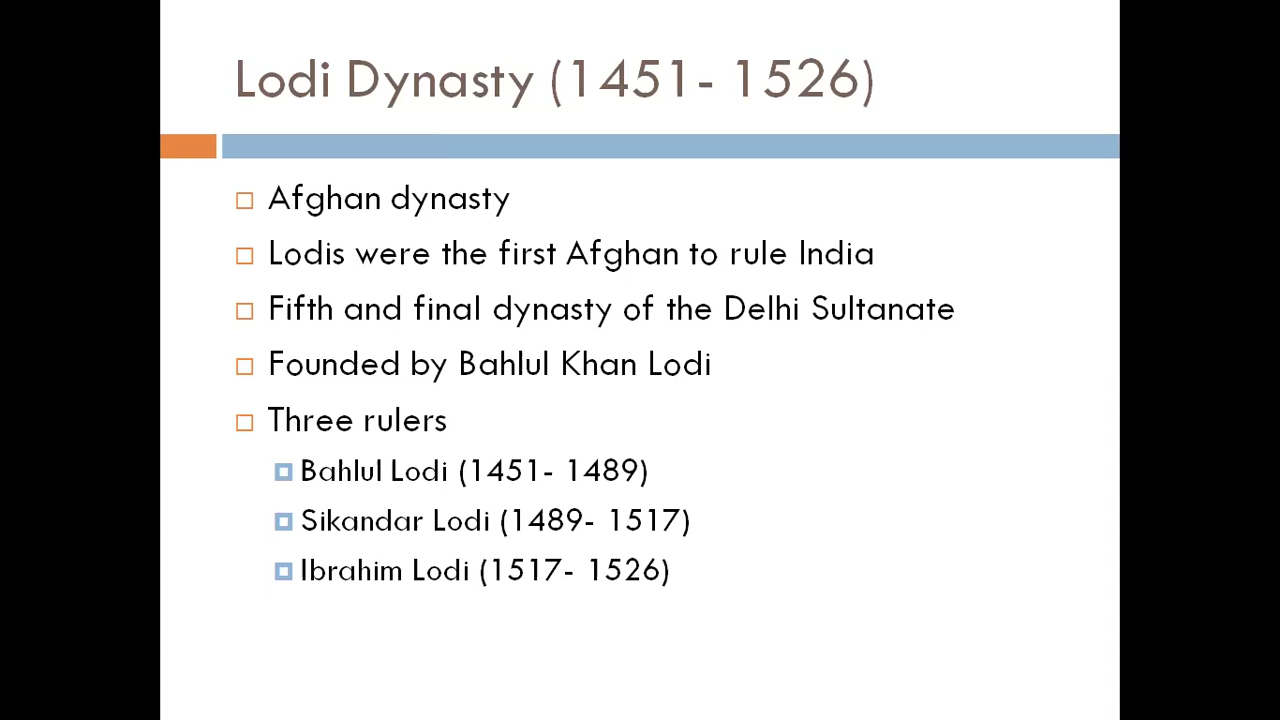 Lodi Dynasty (1451- 1526)
Afghan dynasty
Lodis were the first Afghan to rule India
Fifth and final dynasty of the Delhi Sultanate
Founded by Bahlul Khan Lodi
Three rulers
Bahlul Lodi (1451- 1489)
Sikandar Lodi (1489- 1517)
Ibrahim Lodi (1517- 1526)